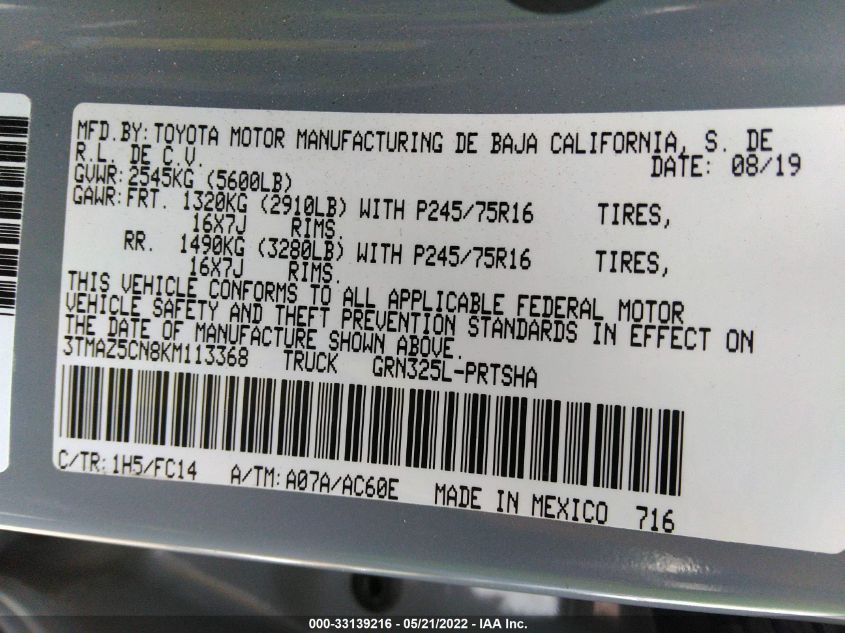 MFD.BY: TOYOTA MOTOR MANUFACTURING DE BAJA CALIFORNIA, S. DE
R.L. DE C.V. DATE: 08/19
GVWR: 2545KG (5600LB)
GAWR: FRT. 1320KG (2910LB) WITH P245/75R16 TIRES,
16X7J RIMS.
RR. 1490KG (3280LB) WITH P245/75R16 TIRES,
16X7J RIMS.
THIS VEHICLE CONFORMS TO ALL APPLICABLE FEDERAL MOTOR
VEHICLE SAFETY AND THEFT PREVENTION STANDARDS IN EFFECT ON
THE DATE OF MANUFACTURE SHOWN ABOVE.
3TMAZ5CN8KM113368 TRUCK GRN325L-PRTSHA
C/TR: 1H5/FC14 A/TM: A07A/AC60E MADE IN MEXICO 716
000-33139216 - 05/21/2022 - IAA Inc.